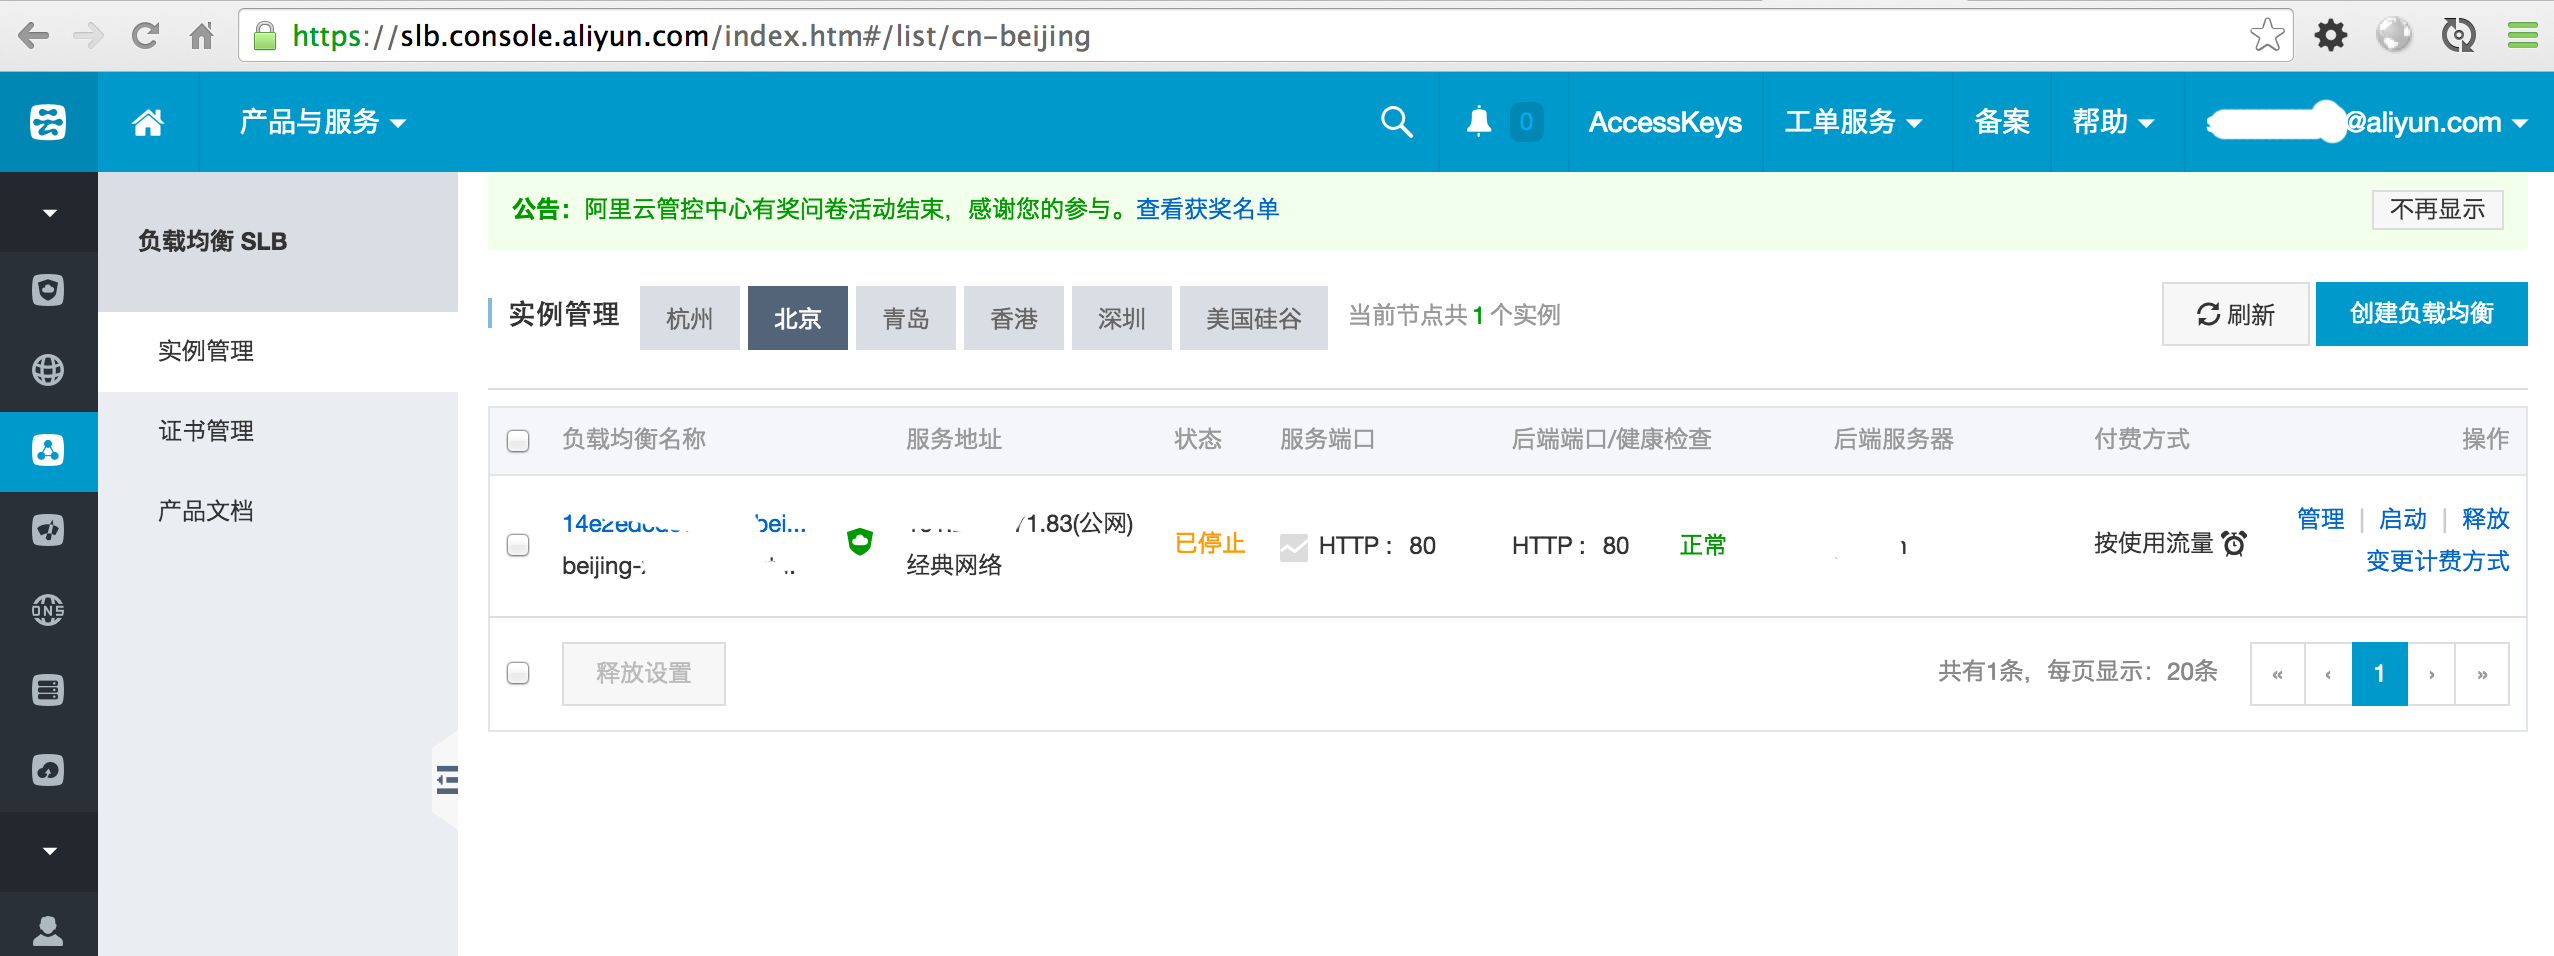 https://slb.console.aliyun.com/index.htm#/list/cn-beijing
产品与服务
0
AccessKeys
工单服务
备案
帮助
@aliyun.com
负载均衡 SLB
实例管理
证书管理
产品文档
ONS
公告：阿里云管控中心有奖问卷活动结束，感谢您的参与。查看获奖名单
不再显示
实例管理 杭州 北京 青岛 香港 深圳 美国硅谷 当前节点共1个实例
刷新 创建负载均衡
负载均衡名称 服务地址 状态 服务端口 后端端口/健康检查 后端服务器 付费方式 操作
bei...
beijing-
1.83(公网)
经典网络
已停止
HTTP： 80
HTTP： 80 正常
按使用流量
管理 | 启动 | 释放
变更计费方式
释放设置
共有1条，每页显示：20条
« ‹ 1 › »